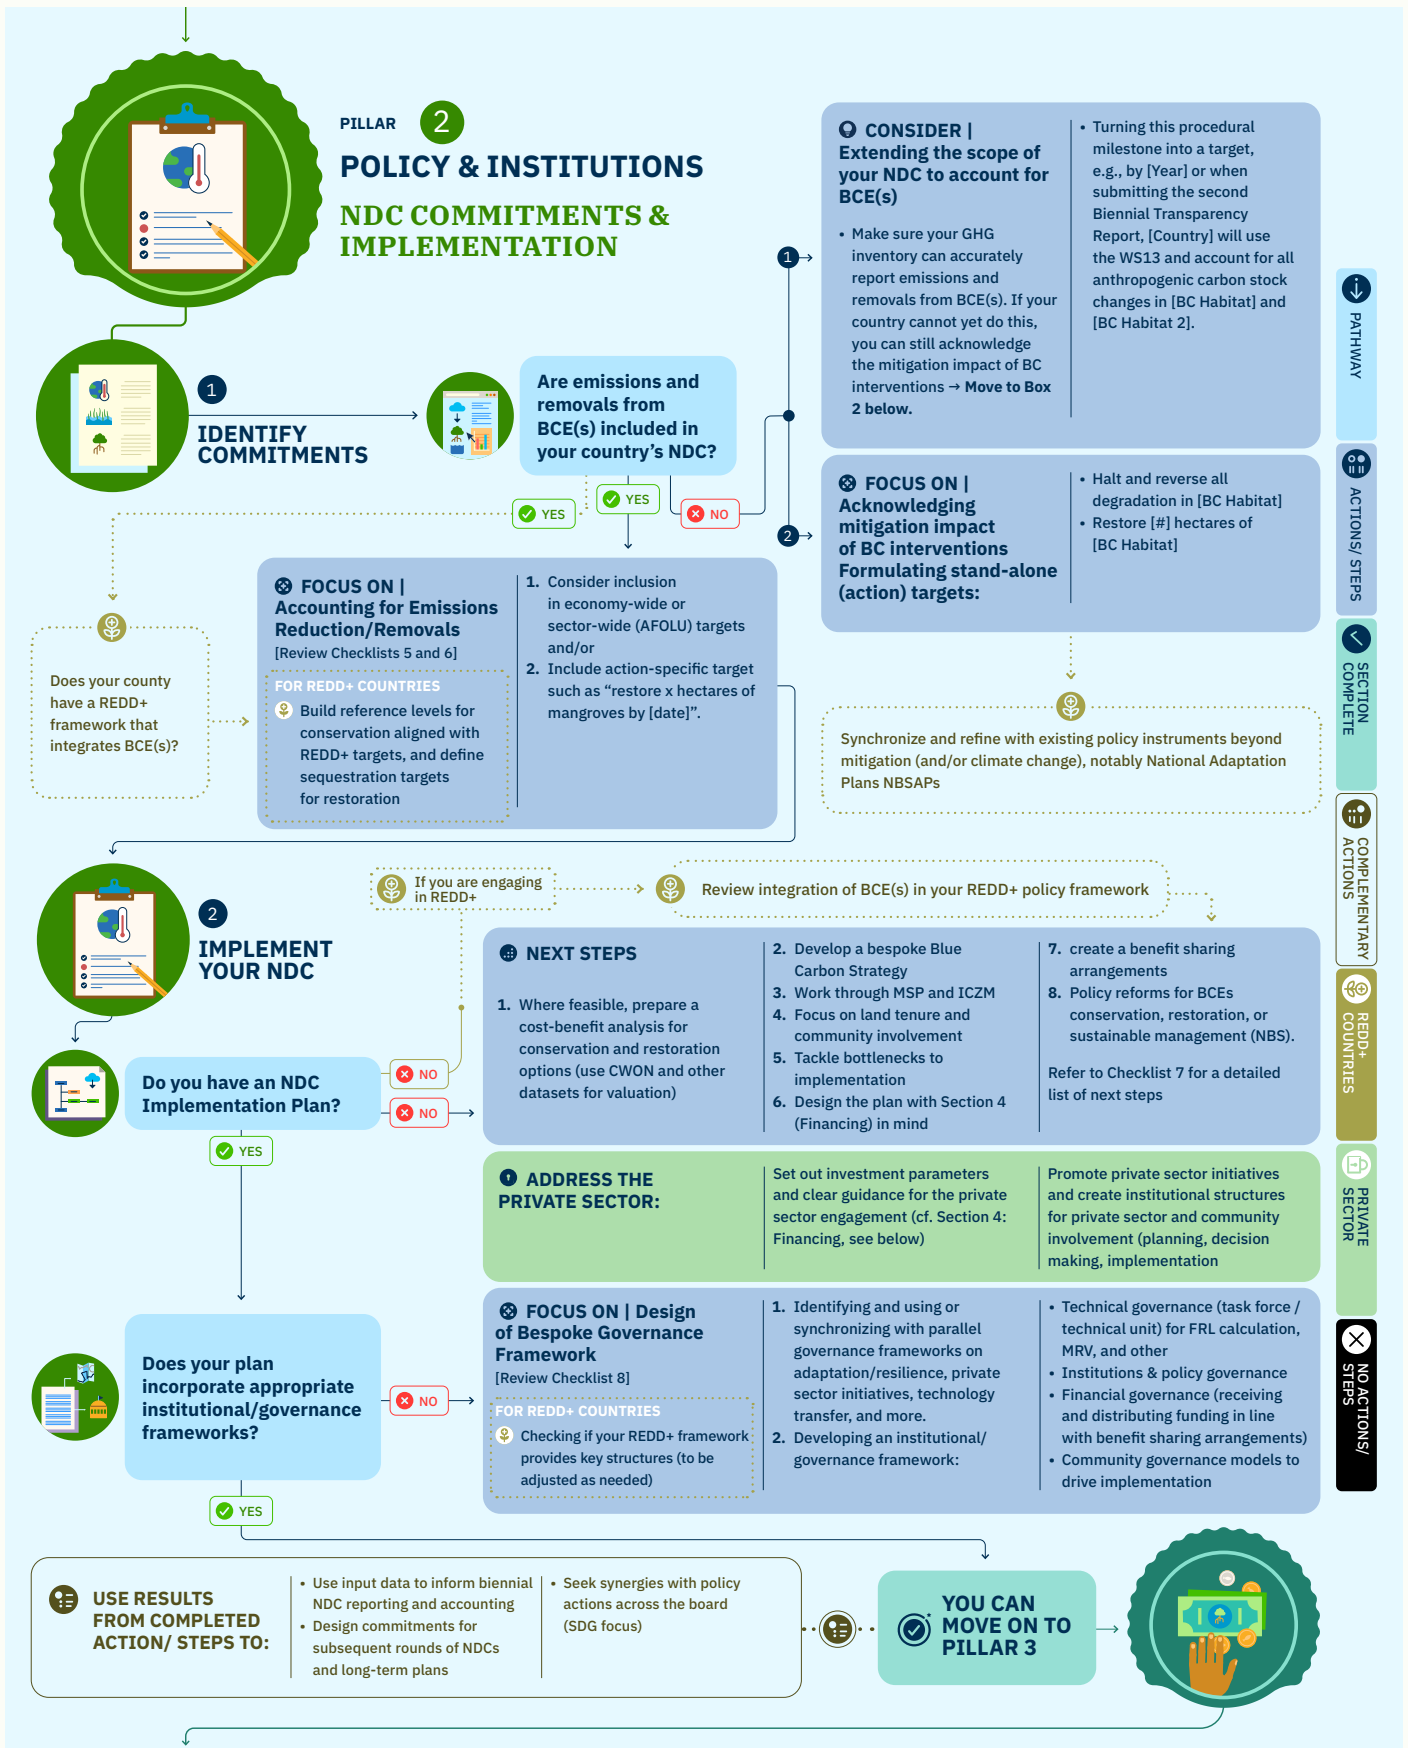 PILLAR 2
POLICY & INSTITUTIONS
NDC COMMITMENTS &
IMPLEMENTATION
1
IDENTIFY
COMMITMENTS
Are emissions and
removals from
BCE(s) included in
your country's NDC?
YES
YES
NO
1
CONSIDER |
Extending the scope of
your NDC to account for
BCE(s)
• Make sure your GHG
inventory can accurately
report emissions and
removals from BCE(s). If your
country cannot yet do this,
you can still acknowledge
the mitigation impact of BC
interventions → Move to Box
2 below.
• Turning this procedural
milestone into a target,
e.g., by [Year] or when
submitting the second
Biennial Transparency
Report, [Country] will use
the WS13 and account for all
anthropogenic carbon stock
changes in [BC Habitat] and
[BC Habitat 2].
2
FOCUS ON |
Acknowledging
mitigation impact
of BC interventions
Formulating stand-alone
(action) targets:
• Halt and reverse all
degradation in [BC Habitat]
• Restore [#] hectares of
[BC Habitat]
Synchronize and refine with existing policy instruments beyond
mitigation (and/or climate change), notably National Adaptation
Plans NBSAPs
Does your county
have a REDD+
framework that
integrates BCE(s)?
FOCUS ON |
Accounting for Emissions
Reduction/Removals
[Review Checklists 5 and 6]
FOR REDD+ COUNTRIES
Build reference levels for
conservation aligned with
REDD+ targets, and define
sequestration targets
for restoration
1. Consider inclusion
in economy-wide or
sector-wide (AFOLU) targets
and/or
2. Include action-specific target
such as “restore x hectares of
mangroves by [date]”.
2
IMPLEMENT
YOUR NDC
If you are engaging
in REDD+
Review integration of BCE(s) in your REDD+ policy framework
Do you have an NDC
Implementation Plan?
NO
NO
YES
NEXT STEPS
1. Where feasible, prepare a
cost-benefit analysis for
conservation and restoration
options (use CWON and other
datasets for valuation)
2. Develop a bespoke Blue
Carbon Strategy
3. Work through MSP and ICZM
4. Focus on land tenure and
community involvement
5. Tackle bottlenecks to
implementation
6. Design the plan with Section 4
(Financing) in mind
7. create a benefit sharing
arrangements
8. Policy reforms for BCEs
conservation, restoration, or
sustainable management (NBS).
Refer to Checklist 7 for a detailed
list of next steps
ADDRESS THE
PRIVATE SECTOR:
Set out investment parameters
and clear guidance for the private
sector engagement (cf. Section 4:
Financing, see below)
Promote private sector initiatives
and create institutional structures
for private sector and community
involvement (planning, decision
making, implementation
Does your plan
incorporate appropriate
institutional/governance
frameworks?
NO
YES
FOCUS ON | Design
of Bespoke Governance
Framework
[Review Checklist 8]
FOR REDD+ COUNTRIES
Checking if your REDD+ framework
provides key structures (to be
adjusted as needed)
1. Identifying and using or
synchronizing with parallel
governance frameworks on
adaptation/resilience, private
sector initiatives, technology
transfer, and more.
2. Developing an institutional/
governance framework:
• Technical governance (task force /
technical unit) for FRL calculation,
MRV, and other
• Institutions & policy governance
• Financial governance (receiving
and distributing funding in line
with benefit sharing arrangements)
• Community governance models to
drive implementation
USE RESULTS
FROM COMPLETED
ACTION/ STEPS TO:
• Use input data to inform biennial
NDC reporting and accounting
• Design commitments for
subsequent rounds of NDCs
and long-term plans
• Seek synergies with policy
actions across the board
(SDG focus)
YOU CAN
MOVE ON TO
PILLAR 3
PATHWAY
ACTIONS/ STEPS
SECTION
COMPLETE
COMPLEMENTARY
ACTIONS
REDD+
COUNTRIES
PRIVATE
SECTOR
NO ACTIONS/
STEPS